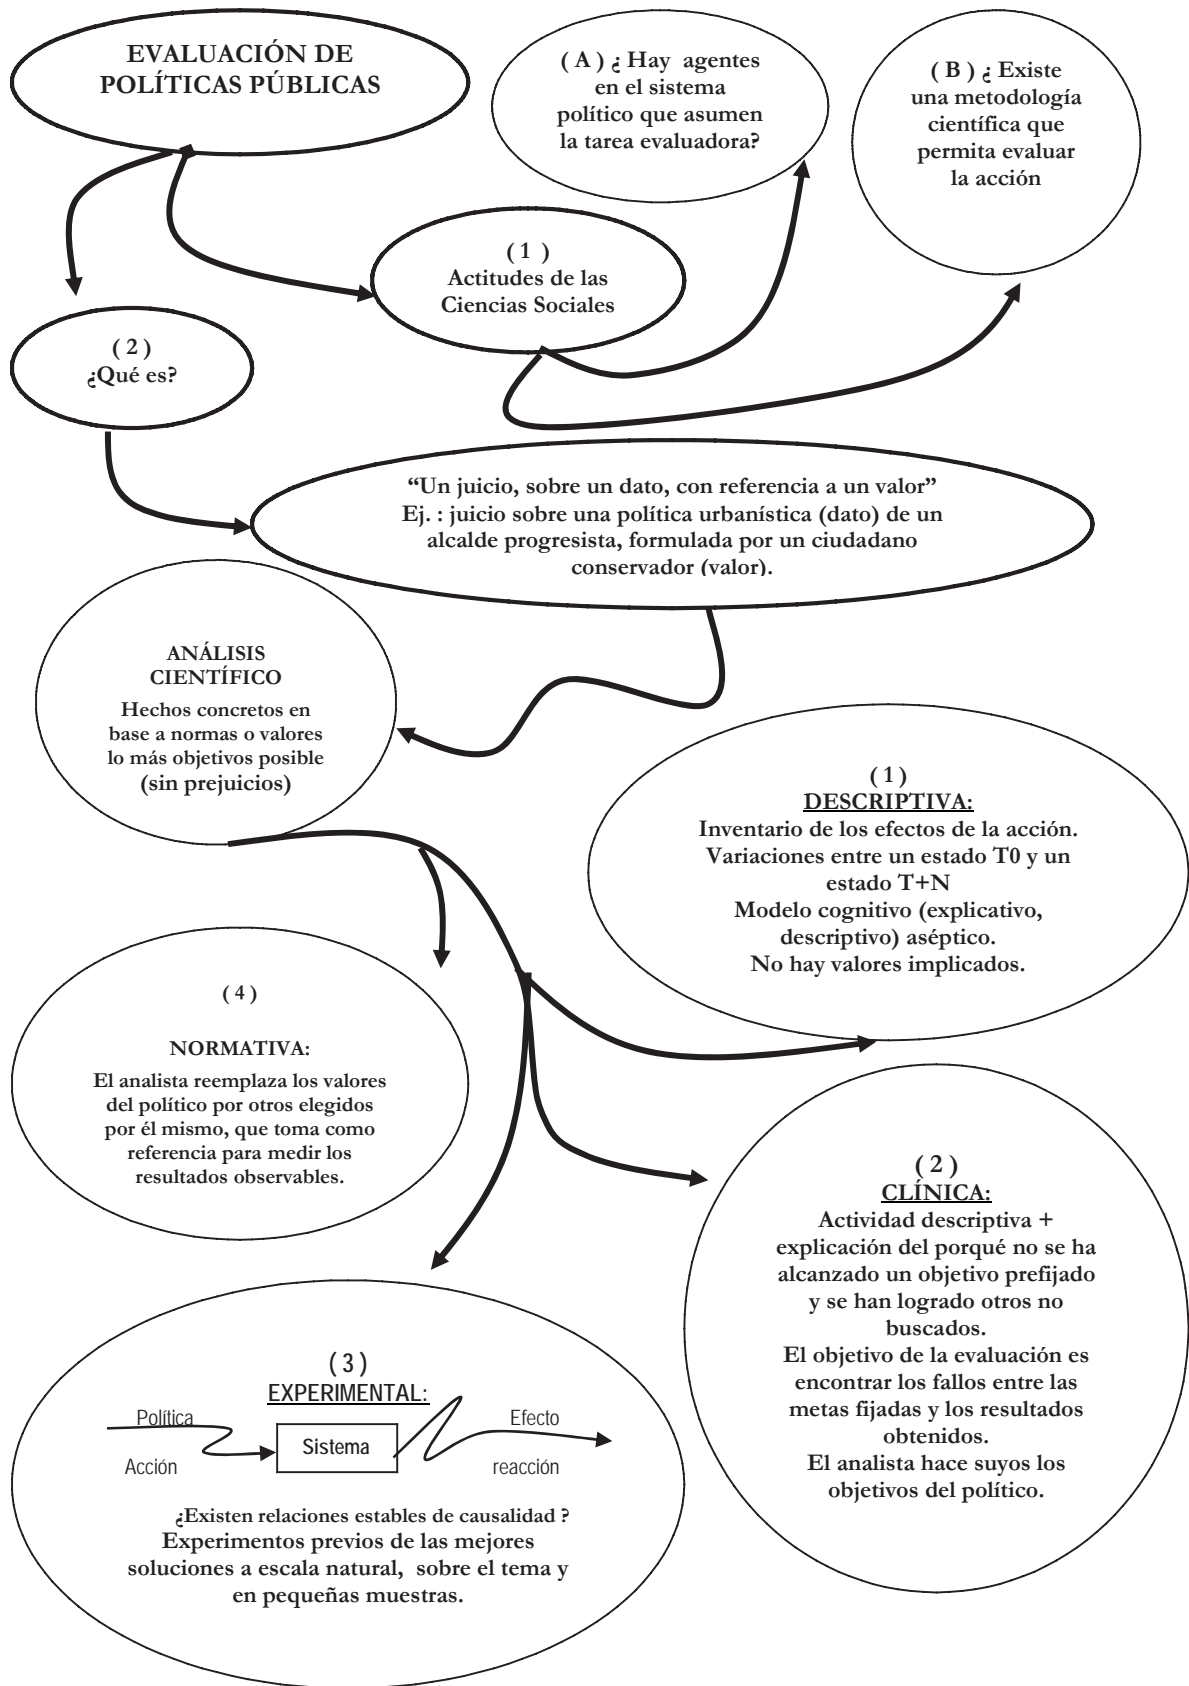 EVALUACIÓN DE
POLÍTICAS PÚBLICAS
( A ) ¿ Hay agentes
en el sistema
político que asumen
la tarea evaluadora?
( B ) ¿ Existe
una metodología
científica que
permita evaluar
la acción
( 1 )
Actitudes de las
Ciencias Sociales
( 2 )
¿Qué es?
“Un juicio, sobre un dato, con referencia a un valor”
Ej. : juicio sobre una política urbanística (dato) de un
alcalde progresista, formulada por un ciudadano
conservador (valor).
ANÁLISIS
CIENTÍFICO
Hechos concretos en
base a normas o valores
lo más objetivos posible
(sin prejuicios)
( 1 )
DESCRIPTIVA:
Inventario de los efectos de la acción.
Variaciones entre un estado T0 y un
estado T+N
Modelo cognitivo (explicativo,
descriptivo) aséptico.
No hay valores implicados.
( 4 )
NORMATIVA:
El analista reemplaza los valores
del político por otros elegidos
por él mismo, que toma como
referencia para medir los
resultados observables.
( 2 )
CLÍNICA:
Actividad descriptiva +
explicación del porqué no se ha
alcanzado un objetivo prefijado
y se han logrado otros no
buscados.
El objetivo de la evaluación es
encontrar los fallos entre las
metas fijadas y los resultados
obtenidos.
El analista hace suyos los
objetivos del político.
( 3 )
EXPERIMENTAL:
Política
Efecto
Sistema
Acción
reacción
¿Existen relaciones estables de causalidad ?
Experimentos previos de las mejores
soluciones a escala natural, sobre el tema y
en pequeñas muestras.